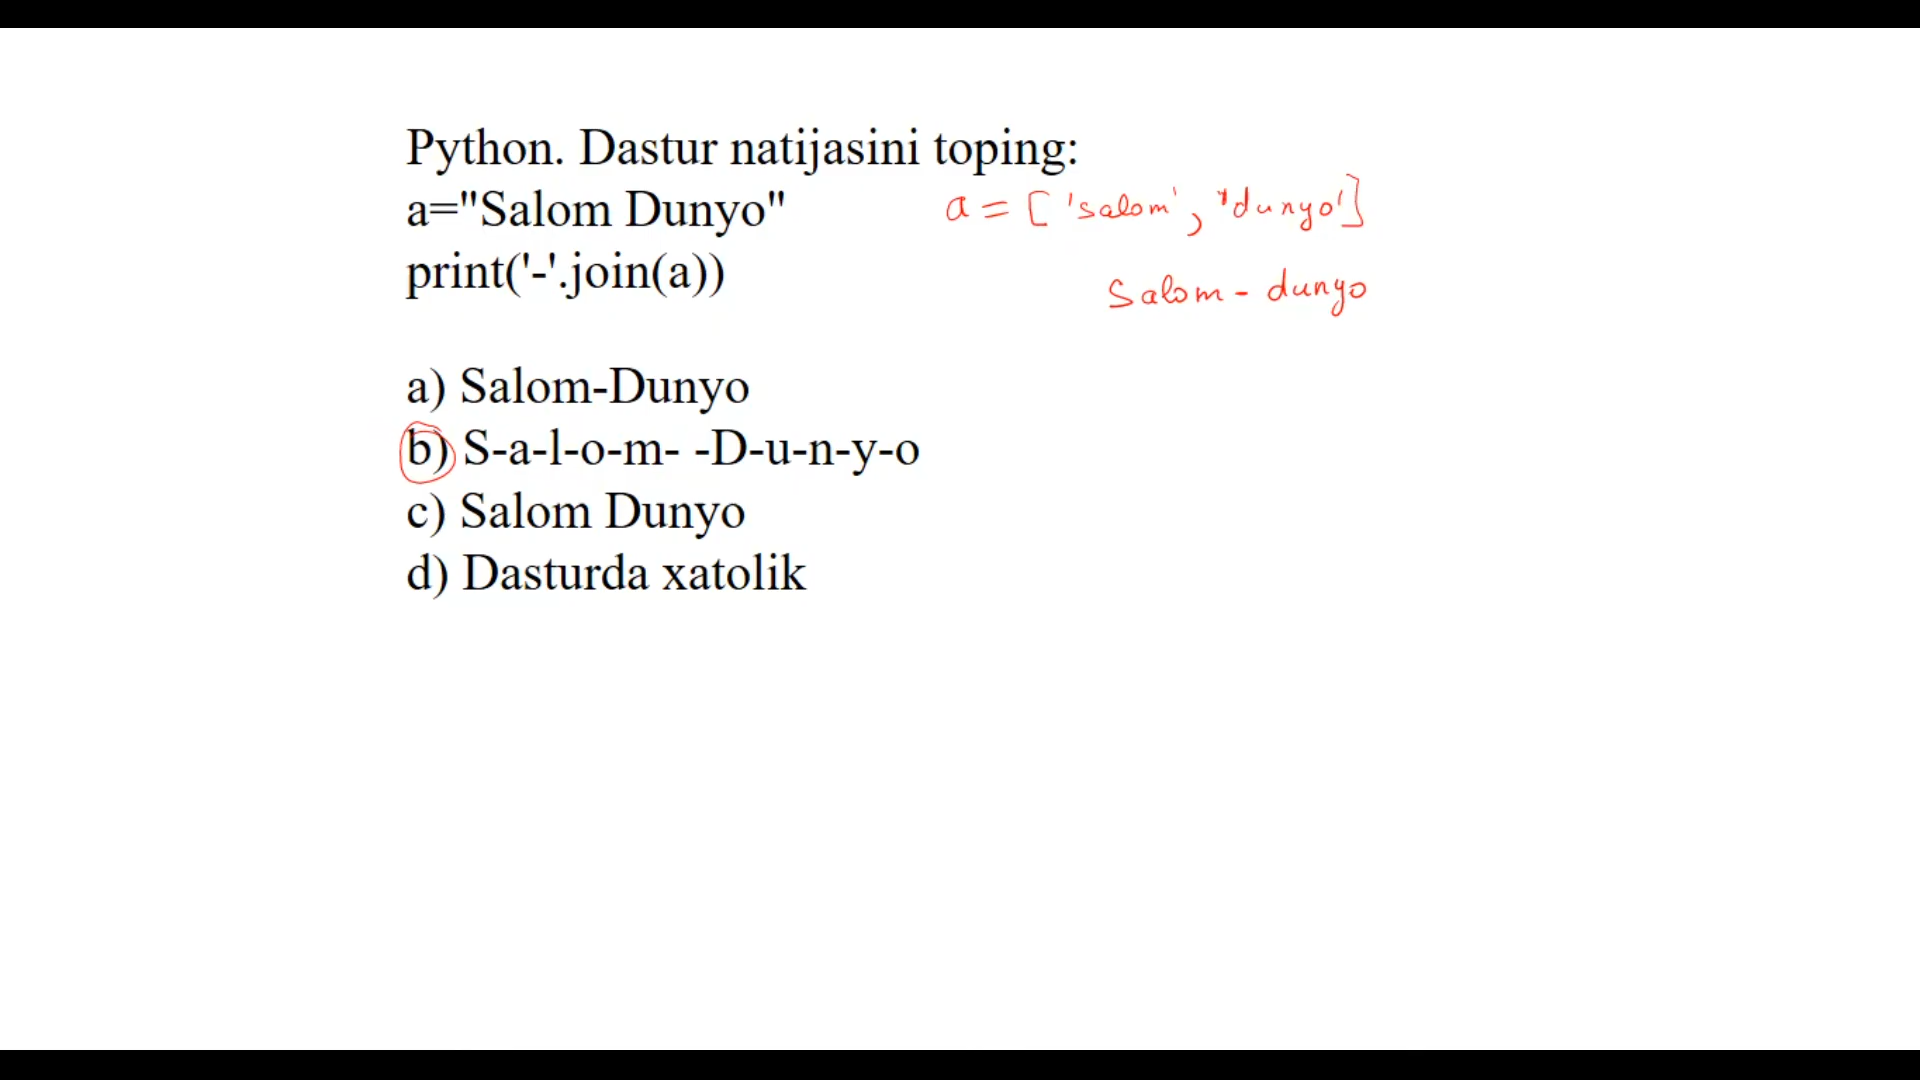 Python. Dastur natijasini toping:
a="Salom Dunyo"
print('-'.join(a))
a = ['salom', 'dunyo']
Salom - dunyo
a) Salom-Dunyo
b) S-a-l-o-m- -D-u-n-y-o
c) Salom Dunyo
d) Dasturda xatolik